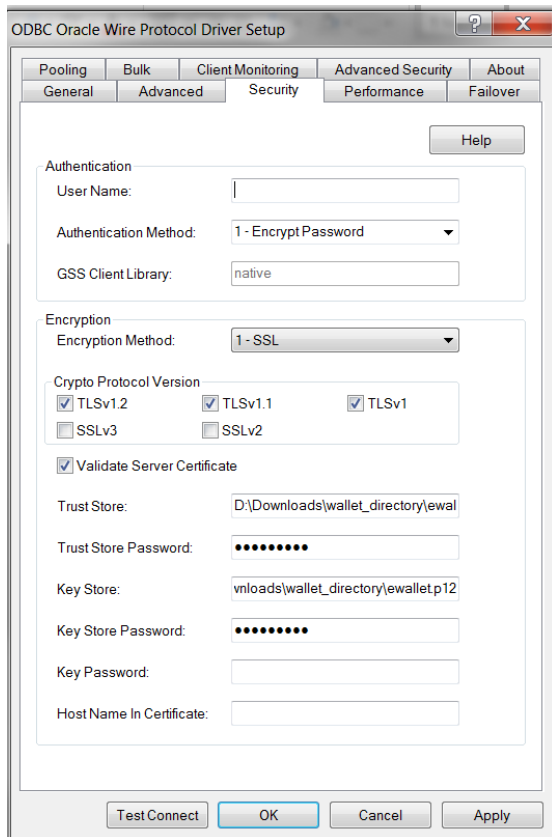 ODBC Oracle Wire Protocol Driver Setup
? X
Pooling Bulk Client Monitoring Advanced Security About
General Advanced Security Performance Failover
Help
Authentication
User Name:
Authentication Method: 1 - Encrypt Password
GSS Client Library: native
Encryption
Encryption Method: 1 - SSL
Crypto Protocol Version
TLSv1.2 TLSv1.1 TLSv1
SSLv3 SSLv2
Validate Server Certificate
Trust Store: D:\Downloads\wallet_directory\ewal
Trust Store Password: ●●●●●●●●●
Key Store: vnloads\wallet_directory\ewallet.p12
Key Store Password: ●●●●●●●●●
Key Password:
Host Name In Certificate:
Test Connect OK Cancel Apply